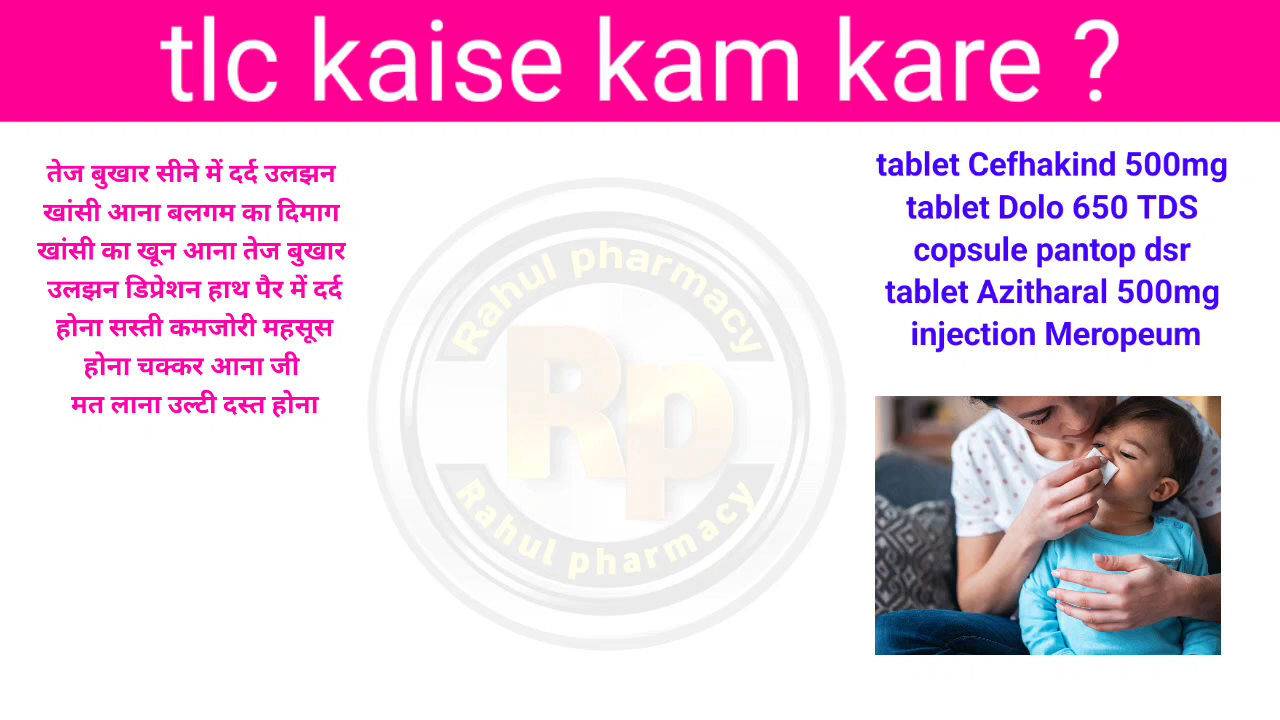 tlc kaise kam kare ?
तेज बुखार सीने में दर्द उलझन
खांसी आना बलगम का दिमाग
खांसी का खून आना तेज बुखार
उलझन डिप्रेशन हाथ पैर में दर्द
होना सस्ती कमजोरी महसूस
होना चक्कर आना जी
मत लाना उल्टी दस्त होना
tablet Cefhakind 500mg
tablet Dolo 650 TDS
copsule pantop dsr
tablet Azitharal 500mg
injection Meropeum
Rahul pharmacy
Rp
Rahul pharmacy